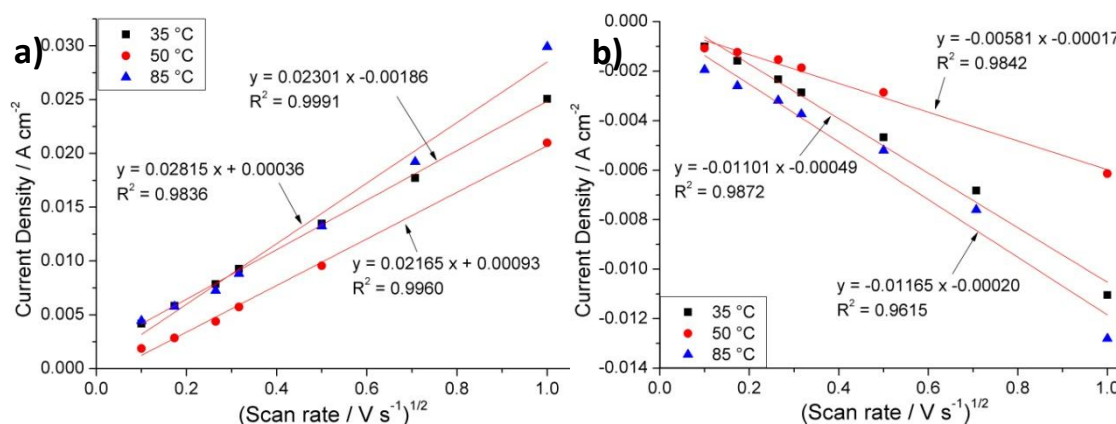 a)
35 °C
50 °C
85 °C
y = 0.02301 x -0.00186
R² = 0.9991
y = 0.02815 x + 0.00036
R² = 0.9836
y = 0.02165 x + 0.00093
R² = 0.9960
Current Density / A cm⁻²
0.030
0.025
0.020
0.015
0.010
0.005
0.000
0.0 0.2 0.4 0.6 0.8 1.0
(Scan rate / V s⁻¹)¹/²
b)
y = -0.00581 x -0.00017
R² = 0.9842
y = -0.01101 x -0.00049
R² = 0.9872
y = -0.01165 x -0.00020
R² = 0.9615
35 °C
50 °C
85 °C
Current Density / A cm⁻²
0.000
-0.002
-0.004
-0.006
-0.008
-0.010
-0.012
-0.014
0.0 0.2 0.4 0.6 0.8 1.0
(Scan rate / V s⁻¹)¹/²